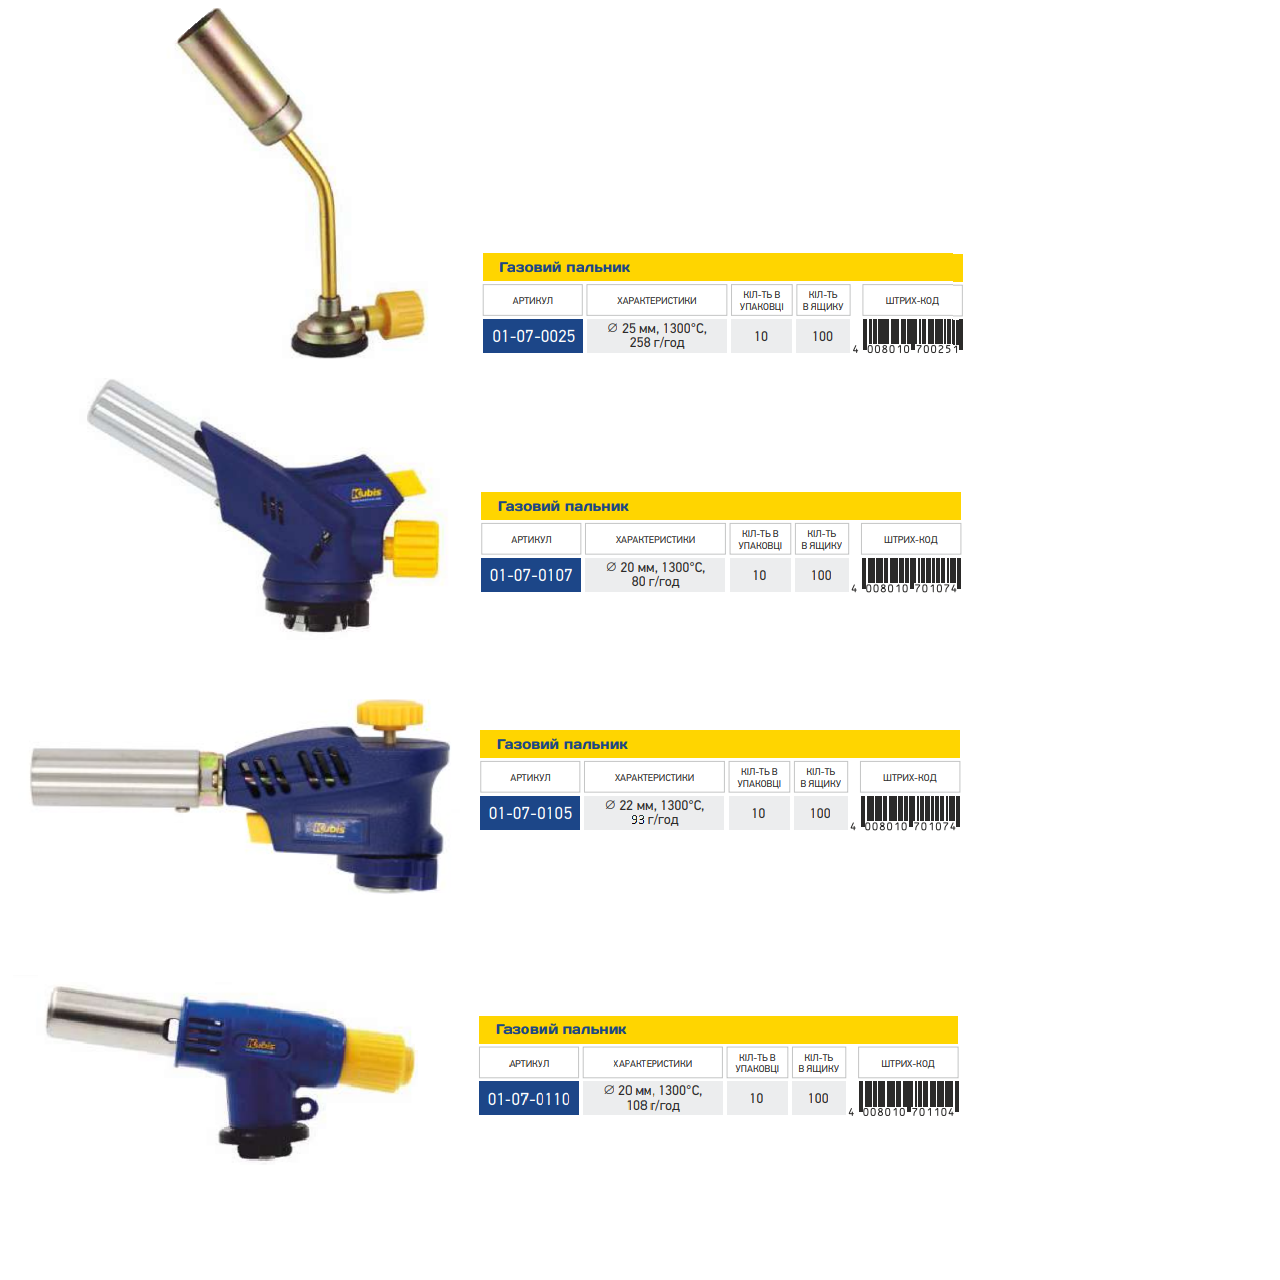 Газовий пальник
АРТИКУЛ ХАРАКТЕРИСТИКИ КІЛ-ТЬ В УПАКОВЦІ КІЛ-ТЬ В ЯЩИКУ ШТРИХ-КОД
01-07-0025 ∅ 25 мм, 1300°C, 258 г/год 10 100 4 008010 700251
Kubis
Газовий пальник
АРТИКУЛ ХАРАКТЕРИСТИКИ КІЛ-ТЬ В УПАКОВЦІ КІЛ-ТЬ В ЯЩИКУ ШТРИХ-КОД
01-07-0107 ∅ 20 мм, 1300°C, 80 г/год 10 100 4 008010 701074
Kubis
Газовий пальник
АРТИКУЛ ХАРАКТЕРИСТИКИ КІЛ-ТЬ В УПАКОВЦІ КІЛ-ТЬ В ЯЩИКУ ШТРИХ-КОД
01-07-0105 ∅ 22 мм, 1300°C, 93 г/год 10 100 4 008010 701074
Kubis
Газовий пальник
АРТИКУЛ ХАРАКТЕРИСТИКИ КІЛ-ТЬ В УПАКОВЦІ КІЛ-ТЬ В ЯЩИКУ ШТРИХ-КОД
01-07-0110 ∅ 20 мм, 1300°C, 108 г/год 10 100 4 008010 701104